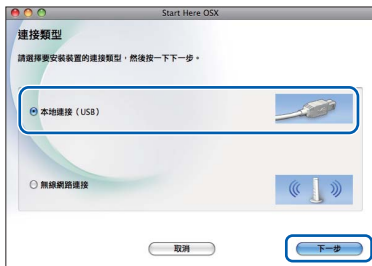 Start Here OSX
連接類型
請選擇要安裝裝置的連接類型，然後按一下下一步。
本地連接（USB）
無線網路連接
取消
下一步